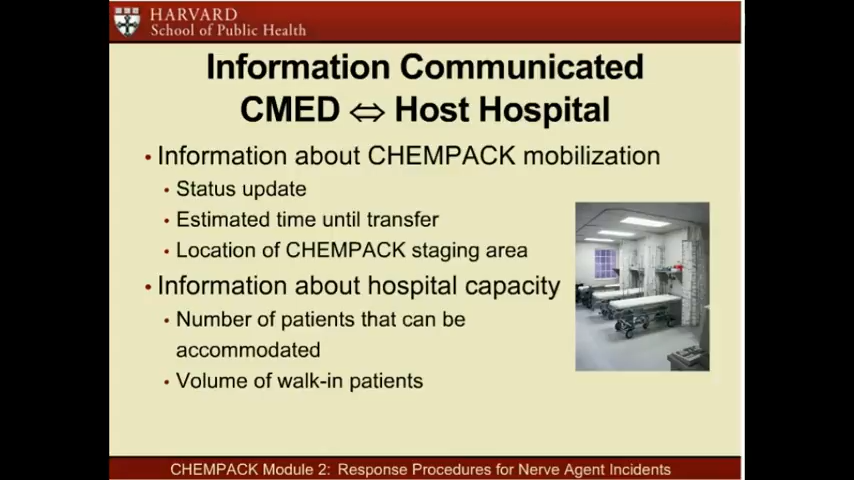 HARVARD
School of Public Health
Information Communicated
CMED ⇔ Host Hospital
• Information about CHEMPACK mobilization
• Status update
• Estimated time until transfer
• Location of CHEMPACK staging area
• Information about hospital capacity
• Number of patients that can be
accommodated
• Volume of walk-in patients
CHEMPACK Module 2: Response Procedures for Nerve Agent Incidents